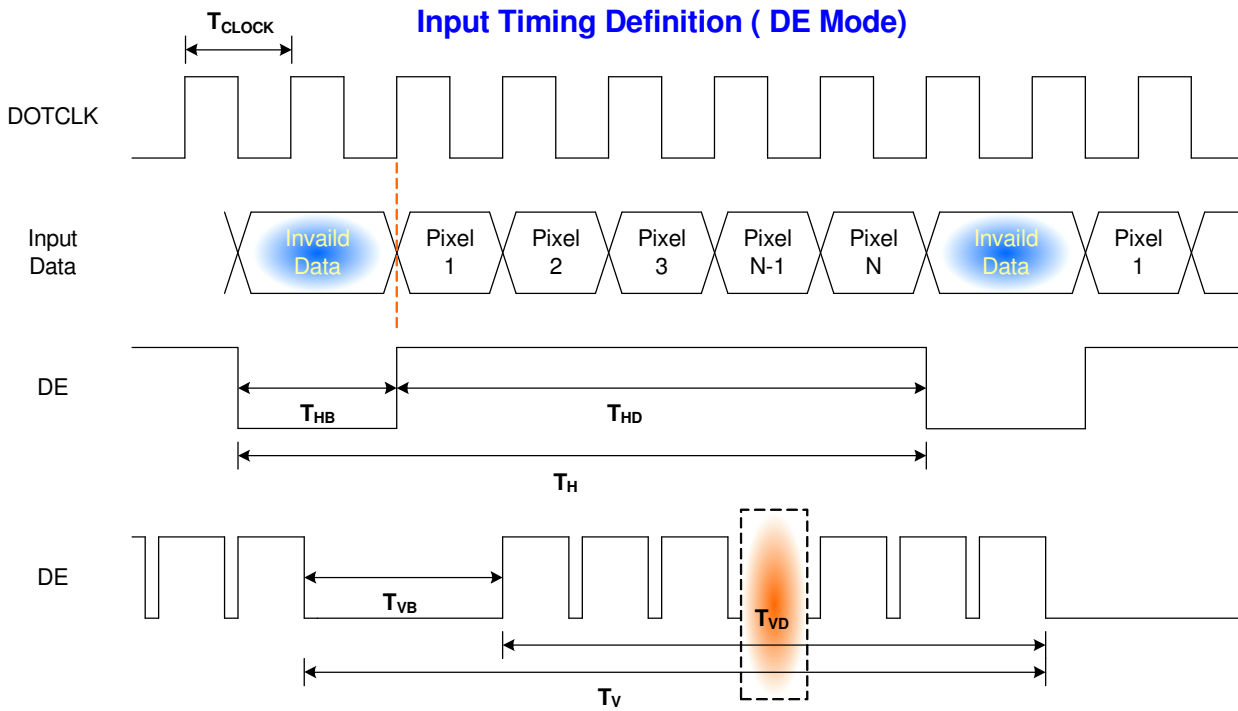 Input Timing Definition ( DE Mode)
TCLOCK
DOTCLK
Input
Data
Invaild
Data
Pixel
1
Pixel
2
Pixel
3
Pixel
N-1
Pixel
N
Invaild
Data
Pixel
1
DE
THB
THD
TH
DE
TVB
TVD
TV